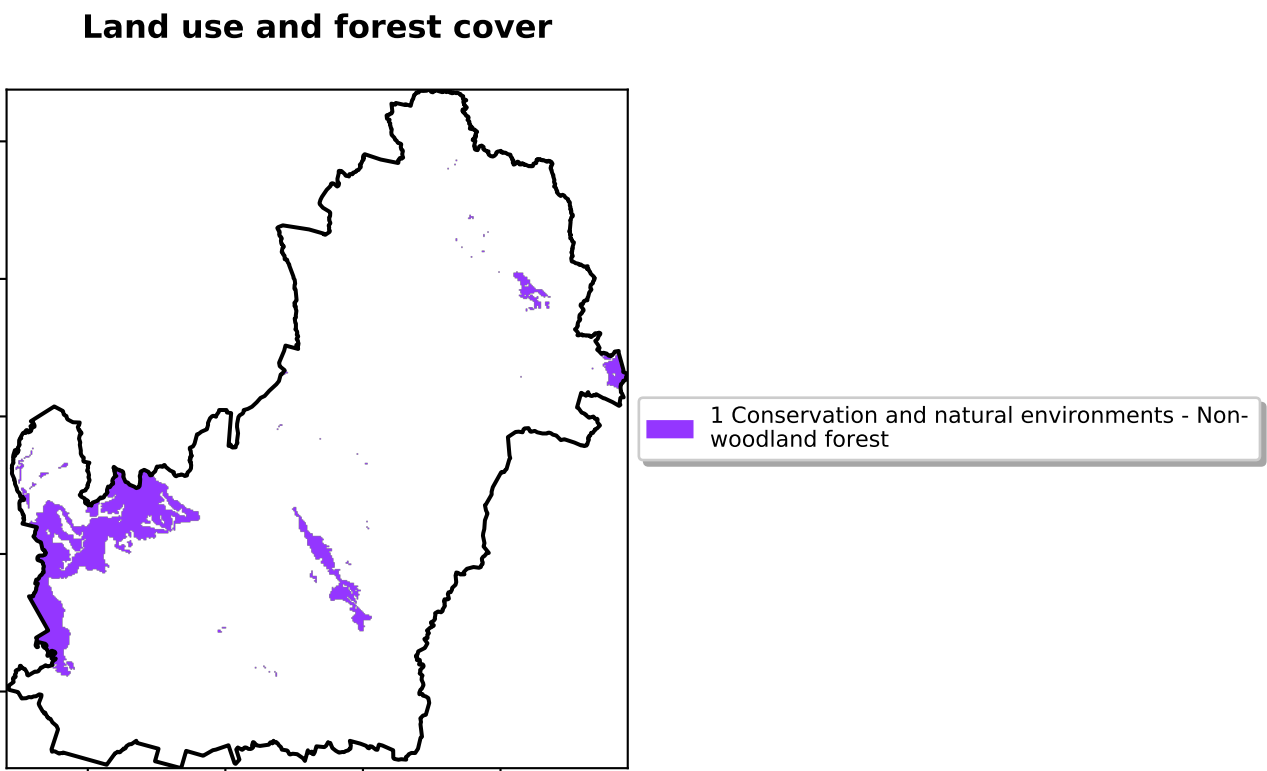 Land use and forest cover
1 Conservation and natural environments - Non-
woodland forest